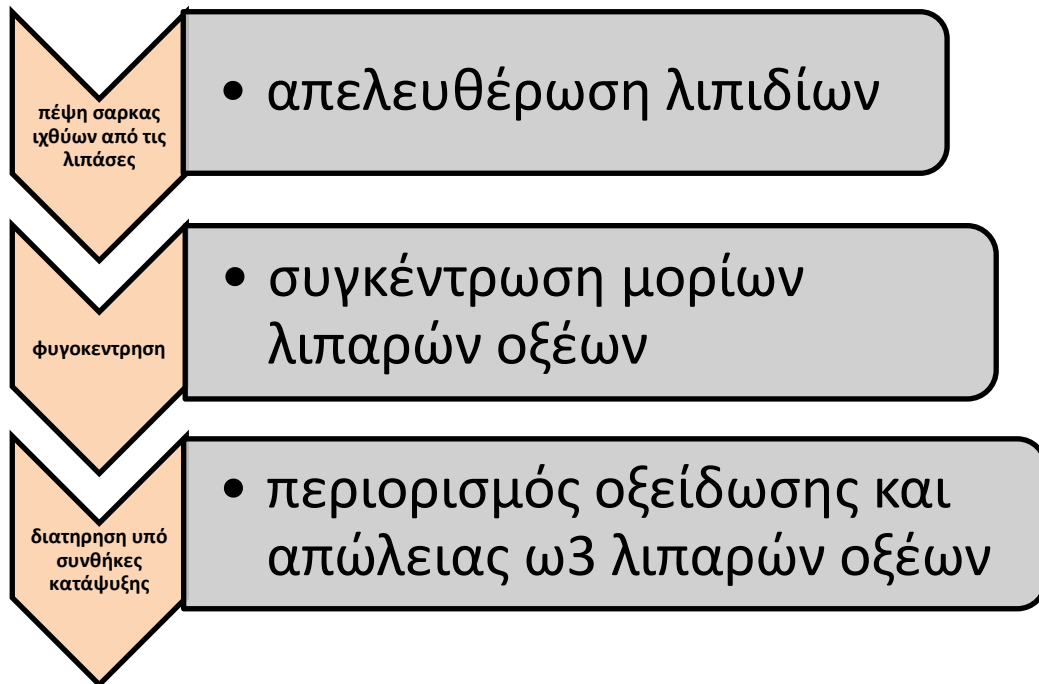 πέψη σαρκας
ιχθύων από τις
λιπάσες
• απελευθέρωση λιπιδίων
φυγοκεντρηση
• συγκέντρωση μορίων
λιπαρών οξέων
διατηρηση υπό
συνθήκες
κατάψυξης
• περιορισμός οξείδωσης και
απώλειας ω3 λιπαρών οξέων